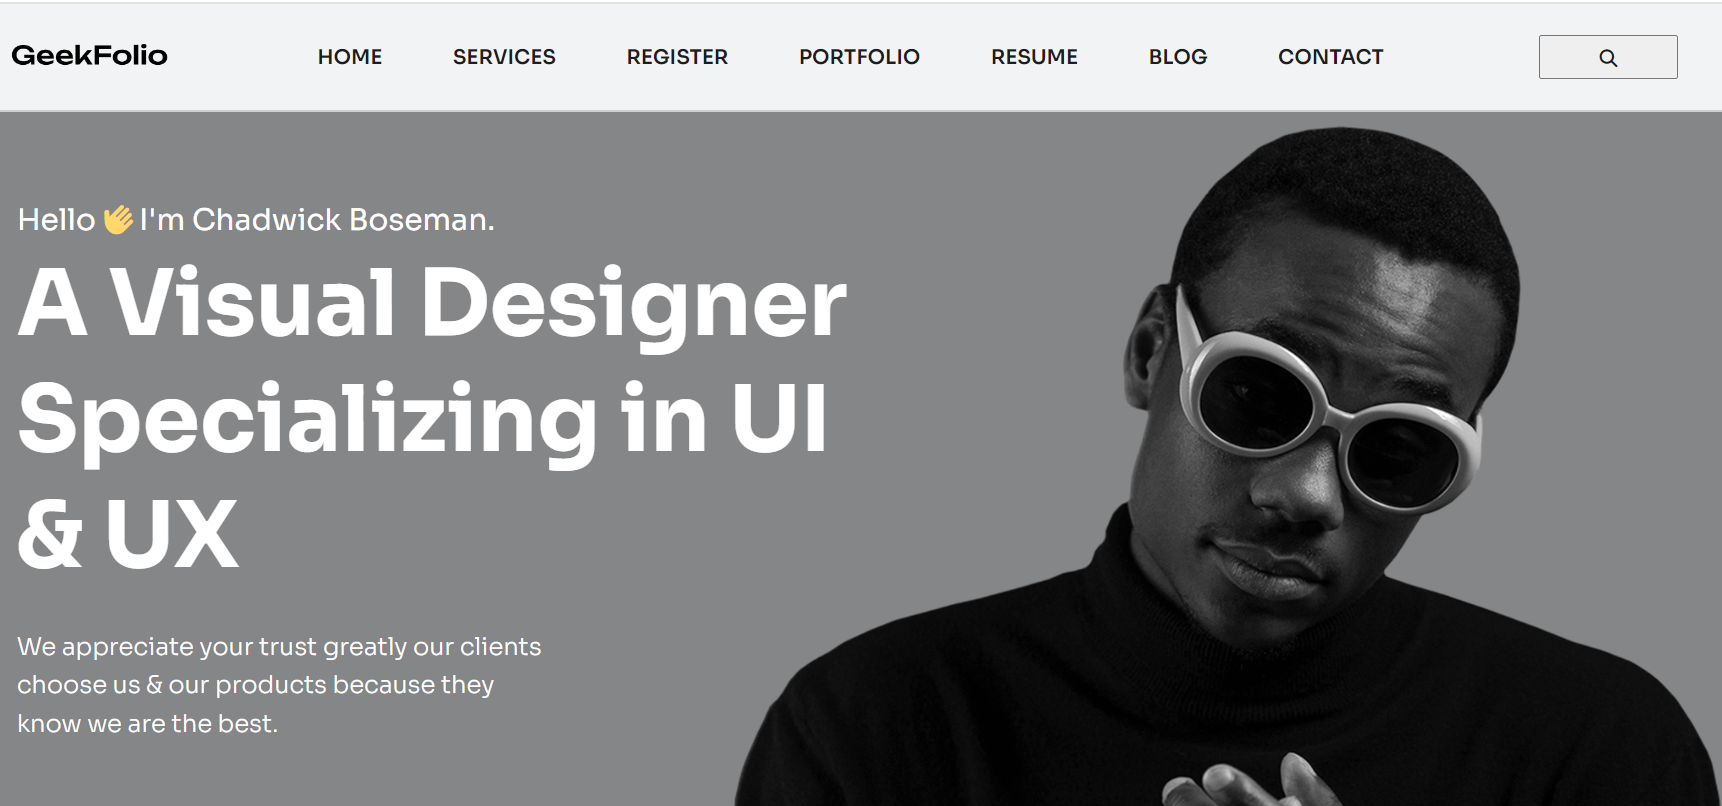 GeekFolio HOME SERVICES REGISTER PORTFOLIO RESUME BLOG CONTACT
Hello 👋 I'm Chadwick Boseman.
A Visual Designer
Specializing in UI
& UX
We appreciate your trust greatly our clients
choose us & our products because they
know we are the best.